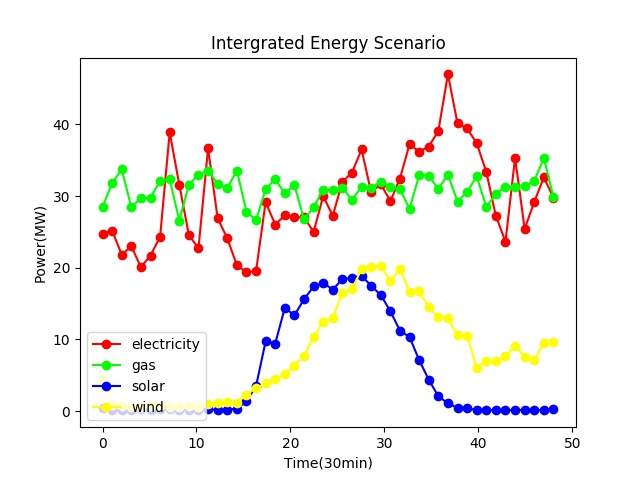 Intergrated Energy Scenario
Power(MW)
40
30
20
10
0
electricity
gas
solar
wind
0 10 20 30 40 50
Time(30min)